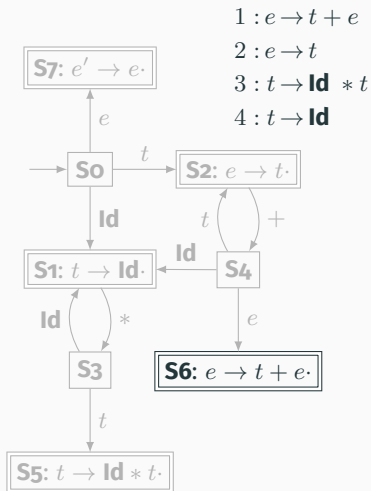 1 : e → t + e
2 : e → t
3 : t → Id * t
4 : t → Id
S7: e′ → e·
e
t
S0
S2: e → t·
Id
t
+
Id
S1: t → Id·
S4
Id
*
e
S3
S6: e → t + e·
t
S5: t → Id * t·